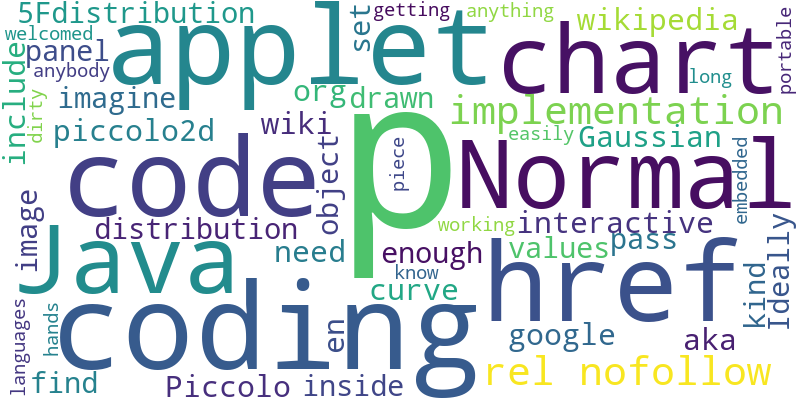 5Fdistribution
welcomed
panel
anybody
include
dirty
imagine
piccolo2d
applet
set
getting
anything
wikipedia
chart
portable
long
org
drawn
implementation
wiki
easily
Gaussian
code
p
piece
Normal
embedded
object
image
distribution
need
enough
working
interactive
values
pass
Java
know
curve
href
kind
Ideally
coding
en
google
aka
languages
hands
find
Piccolo
inside
rel nofollow